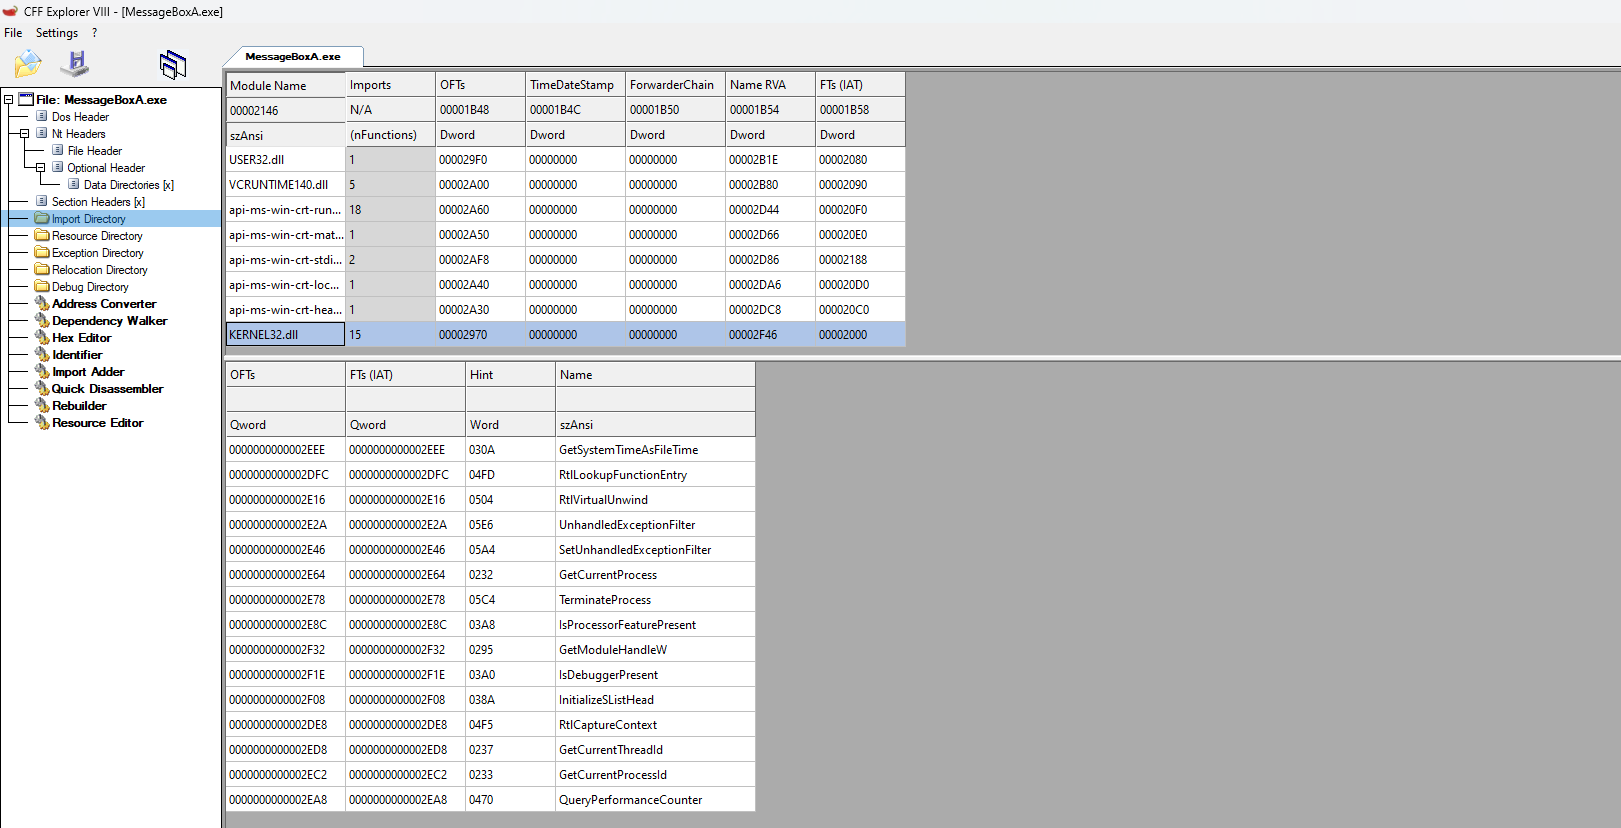 CFF Explorer VIII - [MessageBoxA.exe]
File Settings ?
MessageBoxA.exe
File: MessageBoxA.exe
Dos Header
Nt Headers
File Header
Optional Header
Data Directories [x]
Section Headers [x]
Import Directory
Resource Directory
Exception Directory
Relocation Directory
Debug Directory
Address Converter
Dependency Walker
Hex Editor
Identifier
Import Adder
Quick Disassembler
Rebuilder
Resource Editor
Module Name Imports OFTs TimeDateStamp ForwarderChain Name RVA FTs (IAT)
00002146 N/A 00001B48 00001B4C 00001B50 00001B54 00001B58
szAnsi (nFunctions) Dword Dword Dword Dword Dword
USER32.dll 1 000029F0 00000000 00000000 00002B1E 00002080
VCRUNTIME140.dll 5 00002A00 00000000 00000000 00002B80 00002090
api-ms-win-crt-run... 18 00002A60 00000000 00000000 00002D44 000020F0
api-ms-win-crt-mat... 1 00002A50 00000000 00000000 00002D66 000020E0
api-ms-win-crt-stdi... 2 00002AF8 00000000 00000000 00002D86 00002188
api-ms-win-crt-loc... 1 00002A40 00000000 00000000 00002DA6 000020D0
api-ms-win-crt-hea... 1 00002A30 00000000 00000000 00002DC8 000020C0
KERNEL32.dll 15 00002970 00000000 00000000 00002F46 00002000
OFTs FTs (IAT) Hint Name
Qword Qword Word szAnsi
0000000000002EEE 0000000000002EEE 030A GetSystemTimeAsFileTime
0000000000002DFC 0000000000002DFC 04FD RtlLookupFunctionEntry
0000000000002E16 0000000000002E16 0504 RtlVirtualUnwind
0000000000002E2A 0000000000002E2A 05E6 UnhandledExceptionFilter
0000000000002E46 0000000000002E46 05A4 SetUnhandledExceptionFilter
0000000000002E64 0000000000002E64 0232 GetCurrentProcess
0000000000002E78 0000000000002E78 05C4 TerminateProcess
0000000000002E8C 0000000000002E8C 03A8 IsProcessorFeaturePresent
0000000000002F32 0000000000002F32 0295 GetModuleHandleW
0000000000002F1E 0000000000002F1E 03A0 IsDebuggerPresent
0000000000002F08 0000000000002F08 038A InitializeSListHead
0000000000002DE8 0000000000002DE8 04F5 RtlCaptureContext
0000000000002ED8 0000000000002ED8 0237 GetCurrentThreadId
0000000000002EC2 0000000000002EC2 0233 GetCurrentProcessId
0000000000002EA8 0000000000002EA8 0470 QueryPerformanceCounter